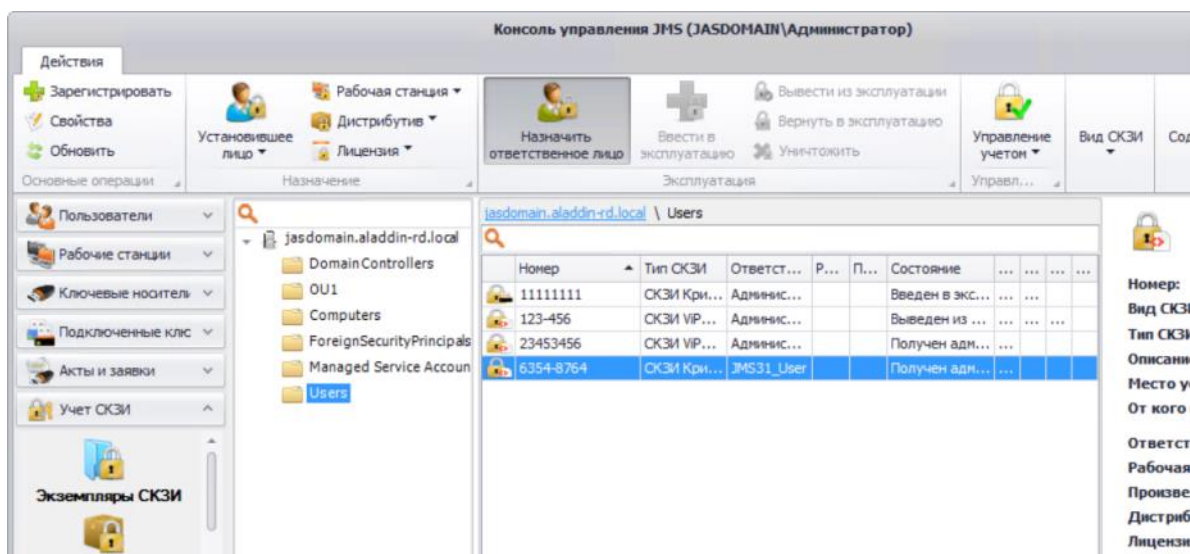 Консоль управления JMS (JASDOMAIN\Администратор)
Действия
Зарегистрировать
Свойства
Обновить
Основные операции
Установившее лицо
Рабочая станция
Дистрибутив
Лицензия
Назначение
Назначить ответственное лицо
Ввести в эксплуатацию
Вывести из эксплуатации
Вернуть в эксплуатацию
Уничтожить
Эксплуатация
Управление учетом
Управл...
Вид СКЗИ
Сод
Пользователи
Рабочие станции
Ключевые носител
Подключенные клю
Акты и заявки
Учет СКЗИ
Экземпляры СКЗИ
jasdomain.aladdin-rd.local
Domain Controllers
OU1
Computers
ForeignSecurityPrincipals
Managed Service Accoun
Users
jasdomain.aladdin-rd.local \ Users
Номер Тип СКЗИ Ответст... Р... П... Состояние ... ... ... ...
11111111 СКЗИ Кри... Админис... Введен в экс... ... ...
123-456 СКЗИ ViP... Админис... Выведен из ... ... ... ...
23453456 СКЗИ ViP... Админис... Получен адм... ...
6354-8764 СКЗИ Кри... JMS31_User Получен адм... ...
Номер:
Вид СКЗИ
Тип СКЗИ
Описание
Место ус
От кого
Ответст
Рабочая
Произве
Дистриб
Лицензи